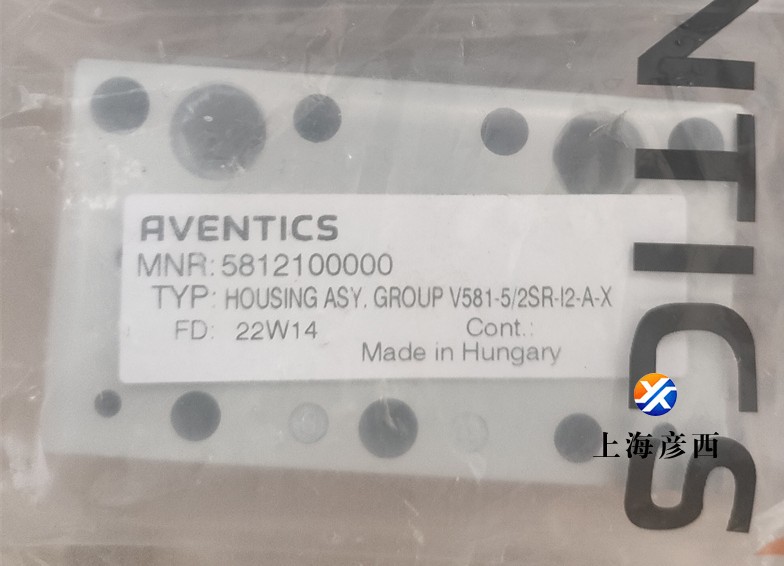 AVENTICS
MNR: 5812100000
TYP: HOUSING ASY. GROUP V581-5/2SR-I2-A-X
FD: 22W14 Cont.:
Made in Hungary
NTICS
上海彦西